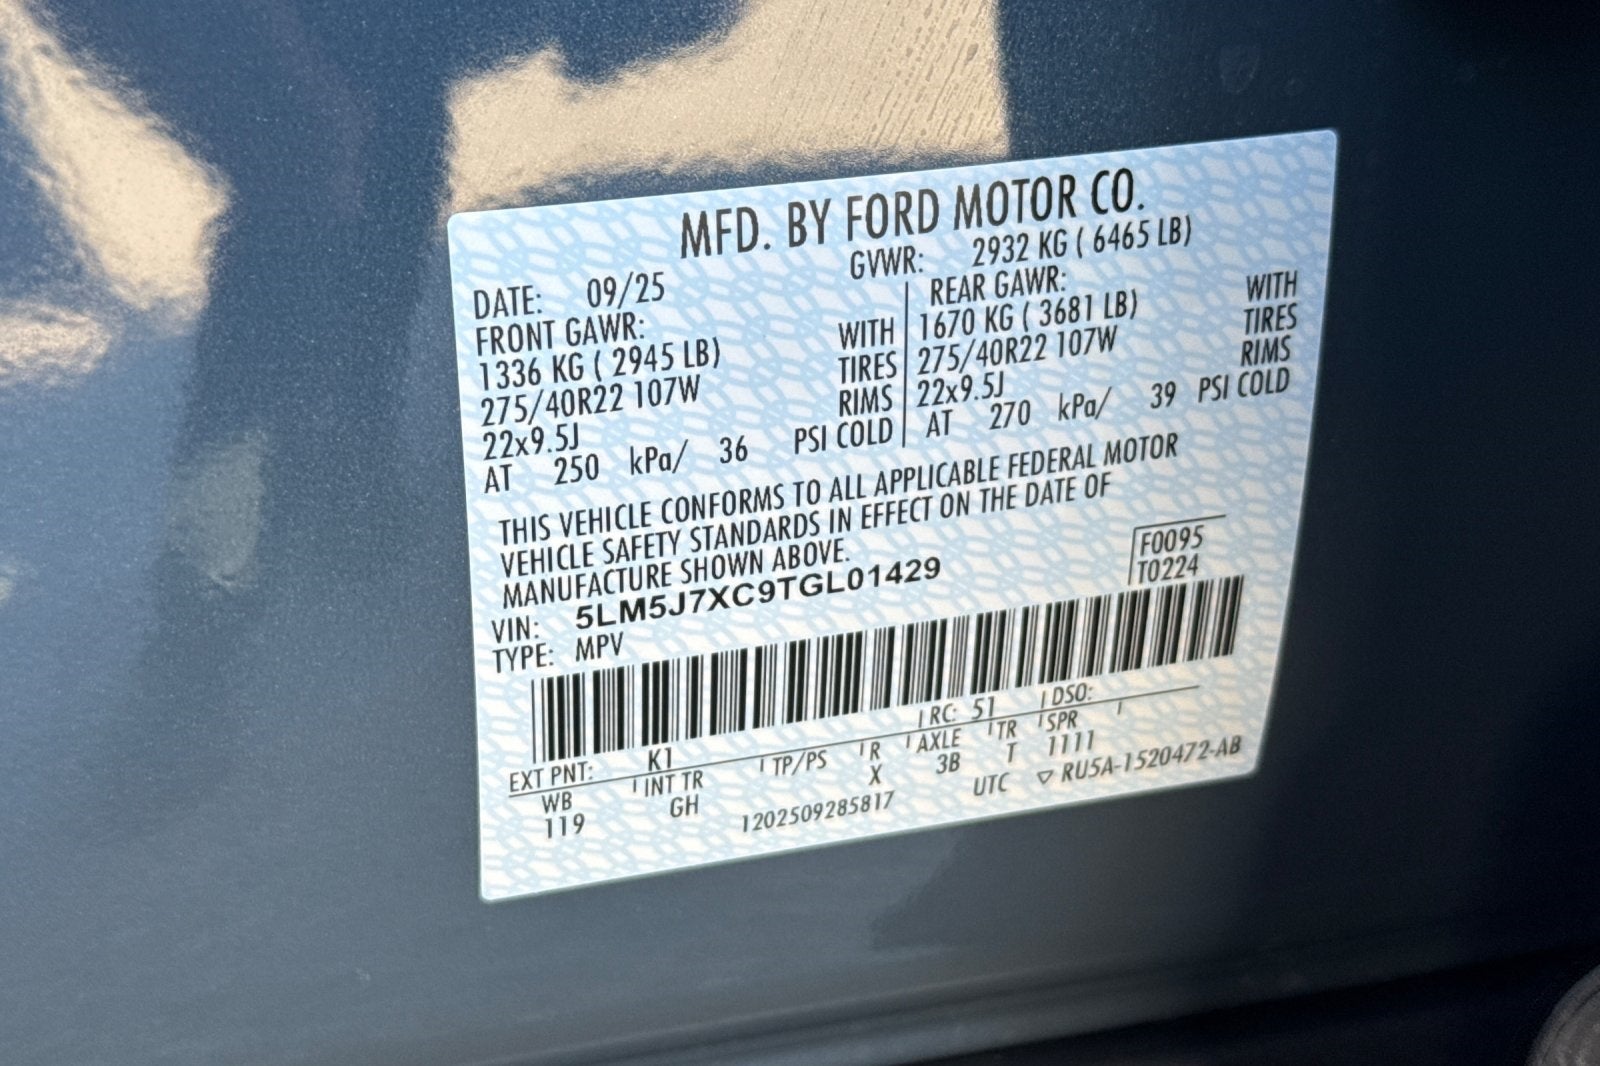 MFD. BY FORD MOTOR CO.
DATE: 09/25 GVWR: 2932 KG ( 6465 LB)
FRONT GAWR: REAR GAWR:
1336 KG ( 2945 LB) WITH 1670 KG ( 3681 LB) WITH
275/40R22 107W TIRES 275/40R22 107W TIRES
22x9.5J RIMS 22x9.5J RIMS
AT 250 kPa/ 36 PSI COLD AT 270 kPa/ 39 PSI COLD
THIS VEHICLE CONFORMS TO ALL APPLICABLE FEDERAL MOTOR
VEHICLE SAFETY STANDARDS IN EFFECT ON THE DATE OF
MANUFACTURE SHOWN ABOVE.
F0095
VIN: 5LM5J7XC9TGL01429 T0224
TYPE: MPV
EXT PNT: K1 RC: 51 DSO:
WB INT TR TP/PS R AXLE TR SPR
119 GH X 3B T 1111
1202509285817 UTC ▽ RU5A-1520472-AB